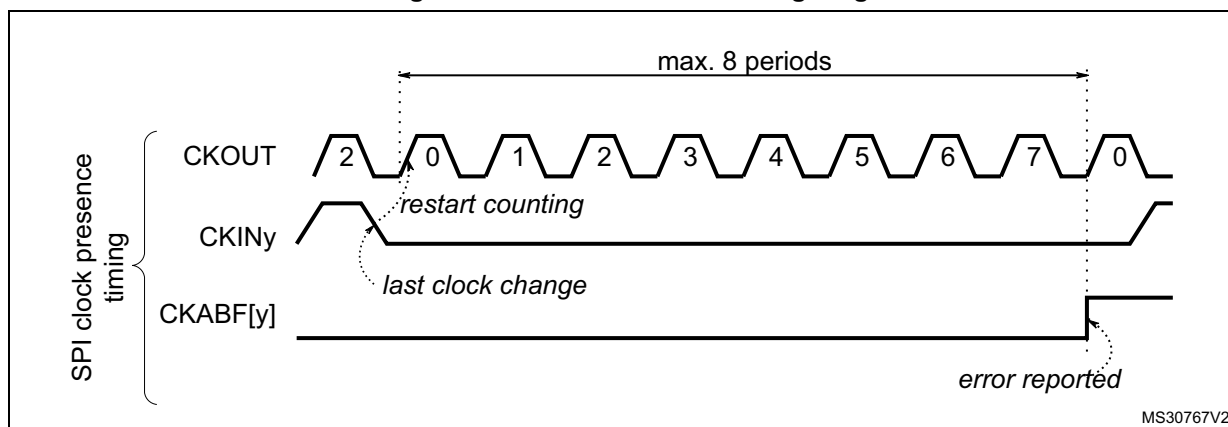 max. 8 periods
CKOUT
2 0 1 2 3 4 5 6 7 0
restart counting
CKINy
last clock change
CKABF[y]
error reported
SPI clock presence
timing
MS30767V2